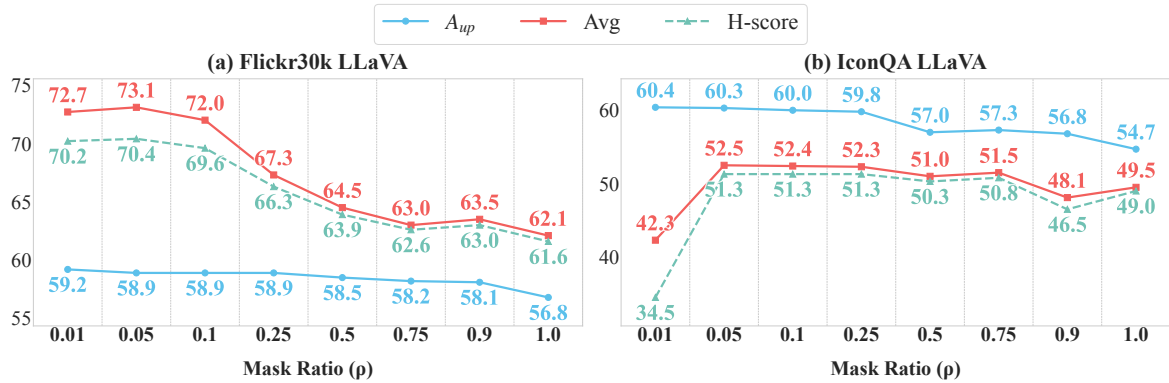 A_up Avg H-score
(a) Flickr30k LLaVA
75
70
65
60
55
72.7 73.1 72.0 67.3 64.5 63.0 63.5 62.1
70.2 70.4 69.6 66.3 63.9 62.6 63.0 61.6
59.2 58.9 58.9 58.9 58.5 58.2 58.1 56.8
0.01 0.05 0.1 0.25 0.5 0.75 0.9 1.0
Mask Ratio (ρ)
(b) IconQA LLaVA
60
50
40
60.4 60.3 60.0 59.8 57.0 57.3 56.8 54.7
42.3 52.5 52.4 52.3 51.0 51.5 48.1 49.5
34.5 51.3 51.3 51.3 50.3 50.8 46.5 49.0
0.01 0.05 0.1 0.25 0.5 0.75 0.9 1.0
Mask Ratio (ρ)